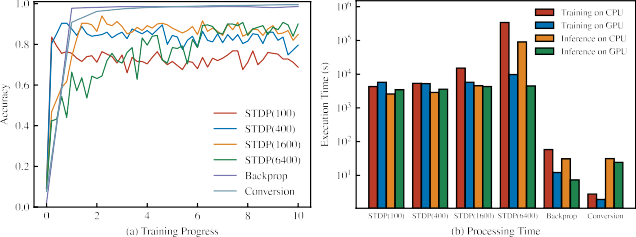 1.0
0.8
0.6
0.4
0.2
0.0
Accuracy
STDP(100)
STDP(400)
STDP(1600)
STDP(6400)
Backprop
Conversion
0 2 4 6 8 10
(a) Training Progress
Training on CPU
Training on GPU
Inference on CPU
Inference on GPU
10⁶
10⁵
10⁴
10³
10²
10¹
Execution Time (s)
STDP(100) STDP(400) STDP(1600) STDP(6400) Backprop Conversion
(b) Processing Time